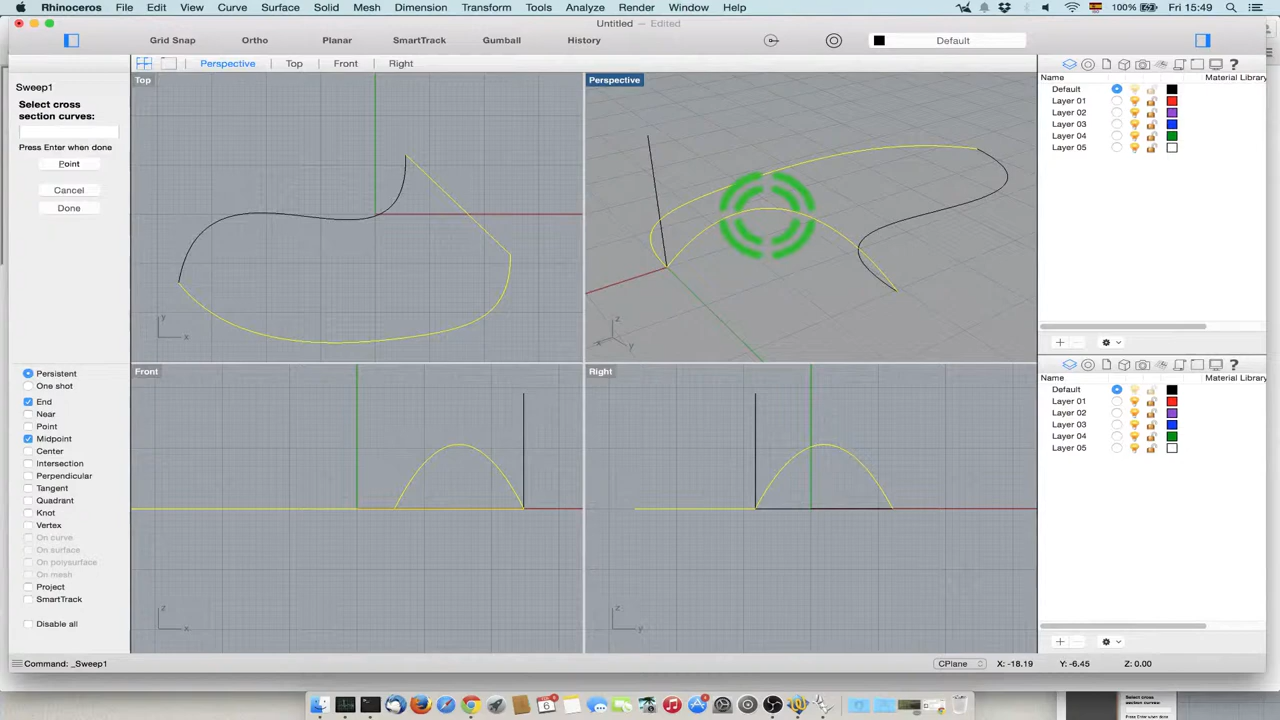 Rhinoceros File Edit View Curve Surface Solid Mesh Dimension Transform Tools Analyze Render Window Help 100% Fri 15:49
Untitled — Edited
Grid Snap Ortho Planar SmartTrack Gumball History Default
Perspective Top Front Right
Sweep1
Select cross
section curves:
Press Enter when done
Point
Cancel
Done
Persistent
One shot
End
Near
Point
Midpoint
Center
Intersection
Perpendicular
Tangent
Quadrant
Knot
Vertex
On curve
On surface
On polysurface
On mesh
Project
SmartTrack
Disable all
Top
y
x
Perspective
z
x
y
Front
z
x
Right
z
y
Name Material Library
Default
Layer 01
Layer 02
Layer 03
Layer 04
Layer 05
Name Material Library
Default
Layer 01
Layer 02
Layer 03
Layer 04
Layer 05
Command: _Sweep1 CPlane X: -18.19 Y: -6.45 Z: 0.00